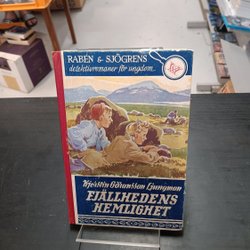 RABÉN & SJÖGRENS
detektivromaner för ungdom
Kjerstin Göransson Ljungman
FJÄLLHEDENS
HEMLIGHET